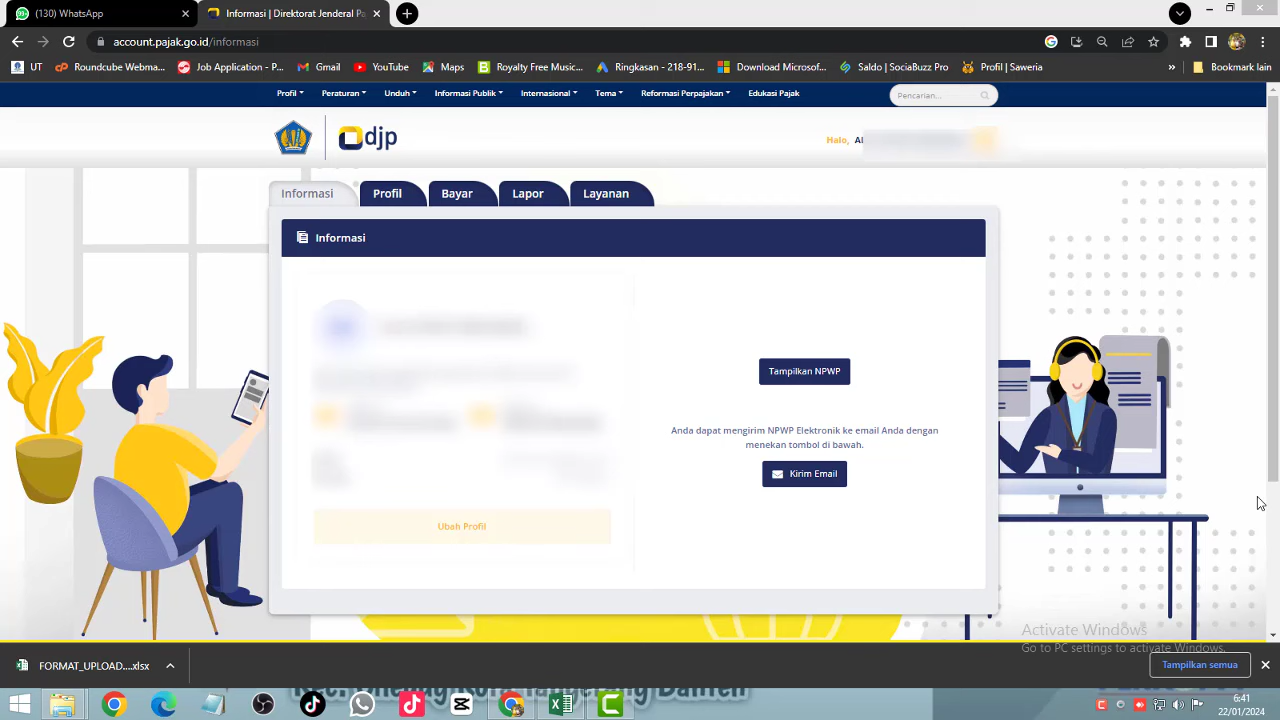 (130) WhatsApp
Informasi | Direktorat Jenderal Pa
account.pajak.go.id/informasi
UT
Roundcube Webma...
Job Application - P...
Gmail
YouTube
Maps
Royalty Free Music...
Ringkasan - 218-91...
Download Microsof...
Saldo | SociaBuzz Pro
Profil | Saweria
»
Bookmark lain
Profil
Peraturan
Unduh
Informasi Publik
Internasional
Tema
Reformasi Perpajakan
Edukasi Pajak
Pencarian...
djp
Halo,
Informasi
Profil
Bayar
Lapor
Layanan
Informasi
Tampilkan NPWP
Anda dapat mengirim NPWP Elektronik ke email Anda dengan
menekan tombol di bawah.
Kirim Email
Ubah Profil
Activate Windows
Go to PC settings to activate Windows.
FORMAT_UPLOAD....xlsx
Tampilkan semua
6:41
22/01/2024